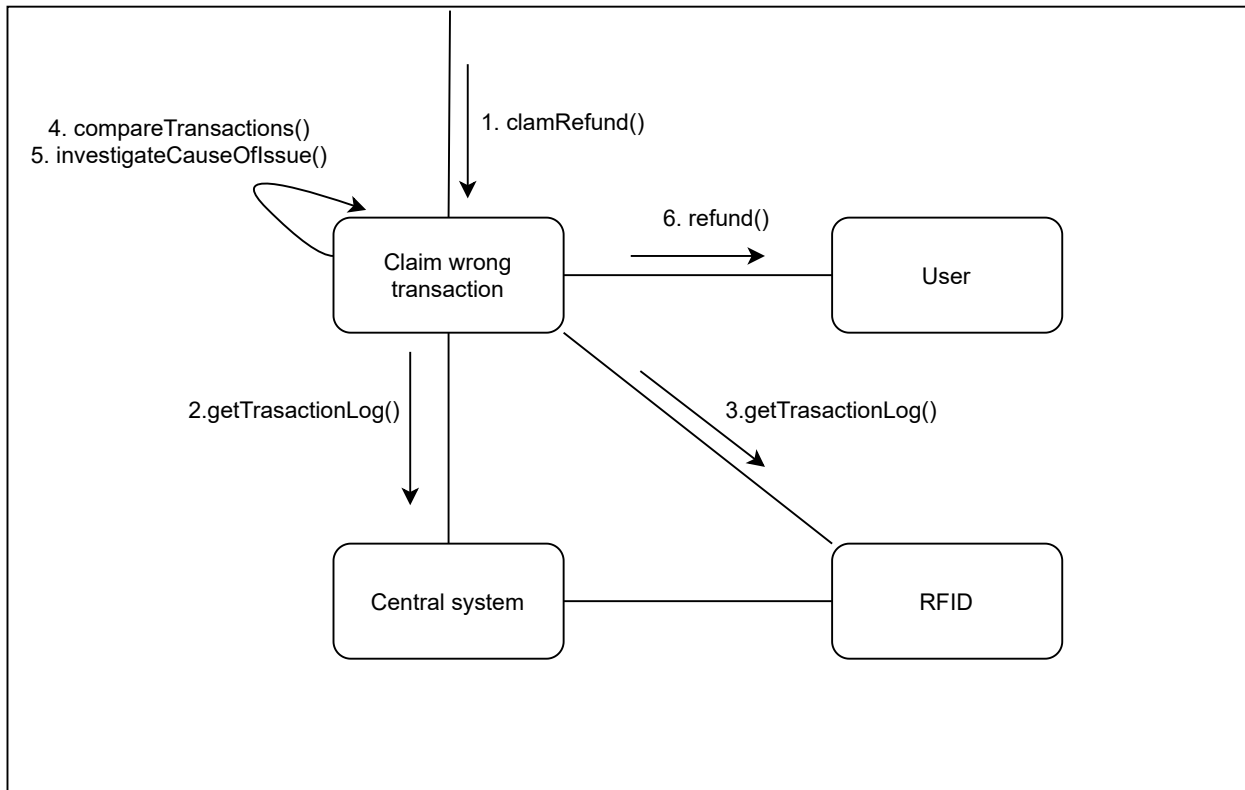 1. clamRefund()
4. compareTransactions()
5. investigateCauseOfIssue()
6. refund()
Claim wrong
transaction
User
2.getTrasactionLog()
3.getTrasactionLog()
Central system
RFID